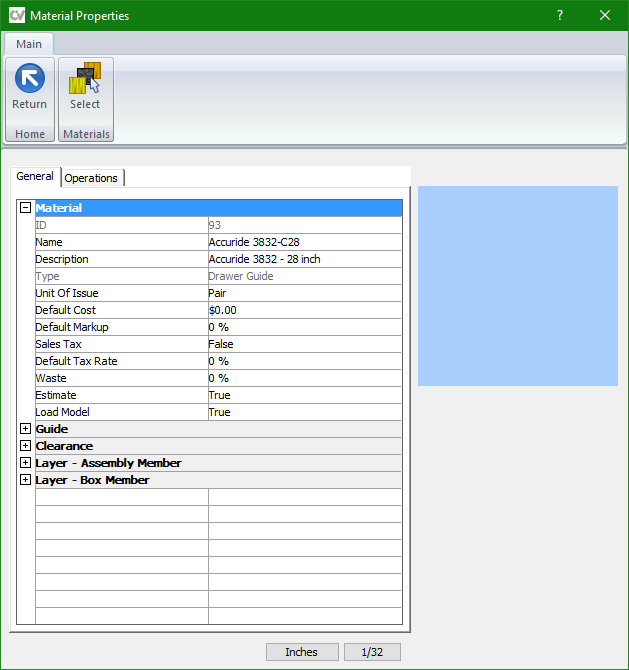 CV Material Properties ?
Main
Return Select
Home Materials
General Operations
Material
ID 93
Name Accuride 3832-C28
Description Accuride 3832 - 28 inch
Type Drawer Guide
Unit Of Issue Pair
Default Cost $0.00
Default Markup 0 %
Sales Tax False
Default Tax Rate 0 %
Waste 0 %
Estimate True
Load Model True
Guide
Clearance
Layer - Assembly Member
Layer - Box Member
Inches 1/32